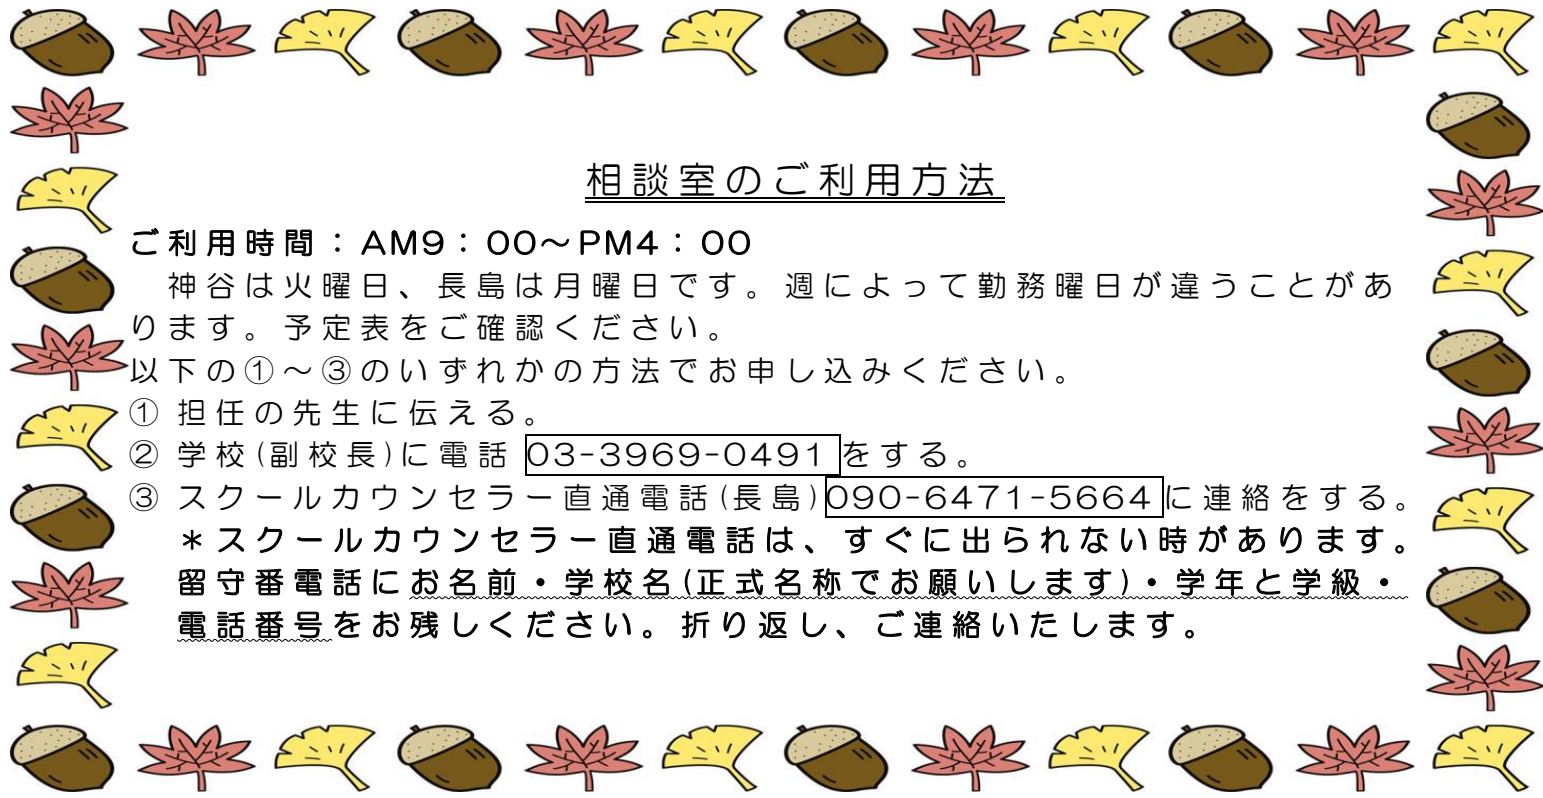 相談室のご利用方法
ご利用時間：AM9：00～PM4：00
　神谷は火曜日、長島は月曜日です。週によって勤務曜日が違うことがあ
ります。予定表をご確認ください。
以下の①～③のいずれかの方法でお申し込みください。
① 担任の先生に伝える。
② 学校(副校長)に電話 03-3969-0491 をする。
③ スクールカウンセラー直通電話(長島)090-6471-5664 に連絡をする。
＊スクールカウンセラー直通電話は、すぐに出られない時があります。
留守番電話にお名前・学校名(正式名称でお願いします)・学年と学級・
電話番号をお残しください。折り返し、ご連絡いたします。